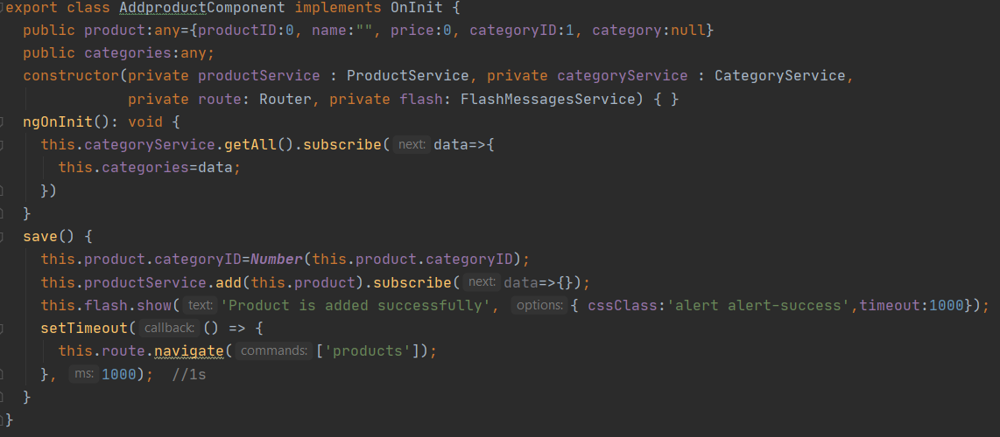 export class AddproductComponent implements OnInit {
  public product:any={productID:0, name:"", price:0, categoryID:1, category:null}
  public categories:any;
  constructor(private productService : ProductService, private categoryService : CategoryService,
              private route: Router, private flash: FlashMessagesService) { }
  ngOnInit(): void {
    this.categoryService.getAll().subscribe( next: data=>{
      this.categories=data;
    })
  }
  save() {
    this.product.categoryID=Number(this.product.categoryID);
    this.productService.add(this.product).subscribe( next: data=>{});
    this.flash.show( text: 'Product is added successfully', options: { cssClass:'alert alert-success',timeout:1000});
    setTimeout( callback: () => {
      this.route.navigate( commands: ['products']);
    }, ms: 1000);  //1s
  }
}